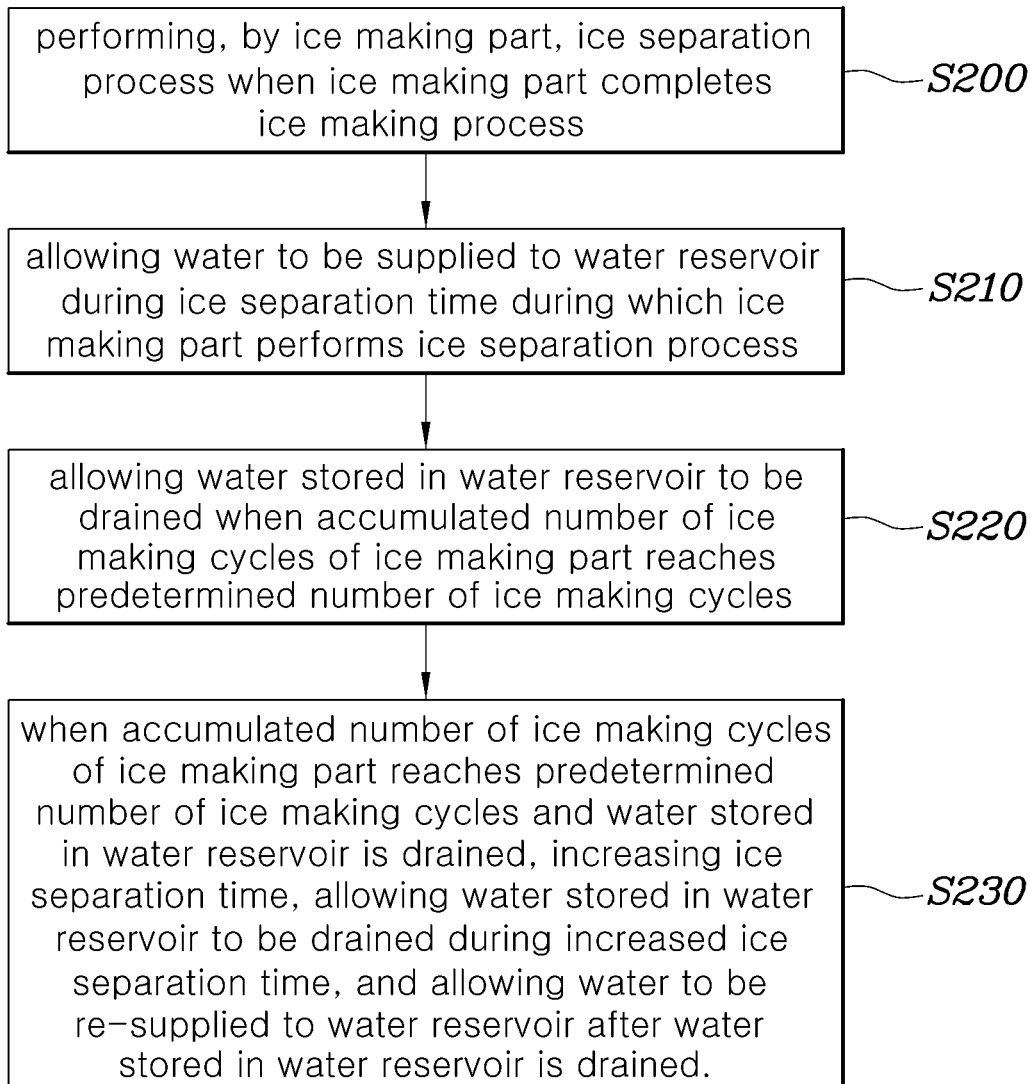 performing, by ice making part, ice separation
process when ice making part completes
ice making process
S200
allowing water to be supplied to water reservoir
during ice separation time during which ice
making part performs ice separation process
S210
allowing water stored in water reservoir to be
drained when accumulated number of ice
making cycles of ice making part reaches
predetermined number of ice making cycles
S220
when accumulated number of ice making cycles
of ice making part reaches predetermined
number of ice making cycles and water stored
in water reservoir is drained, increasing ice
separation time, allowing water stored in water
reservoir to be drained during increased ice
separation time, and allowing water to be
re-supplied to water reservoir after water
stored in water reservoir is drained.
S230